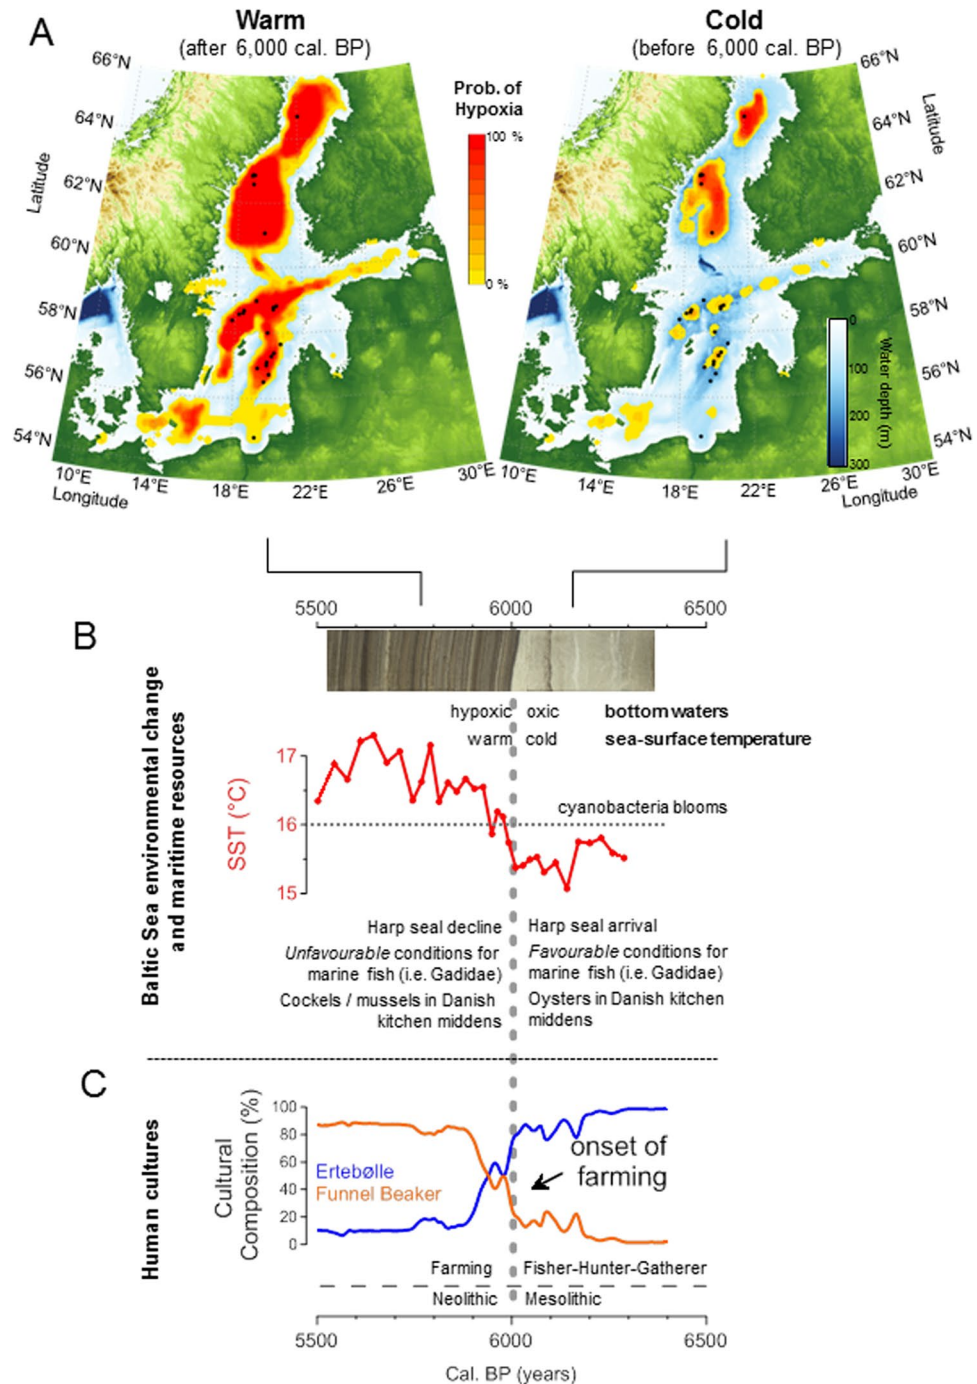 A
Warm
(after 6,000 cal. BP)
Cold
(before 6,000 cal. BP)
66°N
64°N
62°N
60°N
58°N
56°N
54°N
Latitude
10°E
14°E
18°E
22°E
26°E
30°E
Longitude
Prob. of
Hypoxia
100 %
0 %
66°N
64°N
62°N
60°N
58°N
56°N
54°N
Latitude
10°E
14°E
18°E
22°E
26°E
30°E
Longitude
0
100
200
300
Water depth (m)
5500
6000
6500
B
Baltic Sea environmental change
and maritime resources
hypoxic oxic bottom waters
warm cold sea-surface temperature
17
16
15
SST (°C)
cyanobacteria blooms
Harp seal decline
Unfavourable conditions for
marine fish (i.e. Gadidae)
Cockels / mussels in Danish
kitchen middens
Harp seal arrival
Favourable conditions for
marine fish (i.e. Gadidae)
Oysters in Danish kitchen
middens
C
Human cultures
Cultural
Composition (%)
100
80
60
40
20
0
Ertebølle
Funnel Beaker
onset of
farming
Farming Fisher-Hunter-Gatherer
Neolithic Mesolithic
5500
6000
6500
Cal. BP (years)